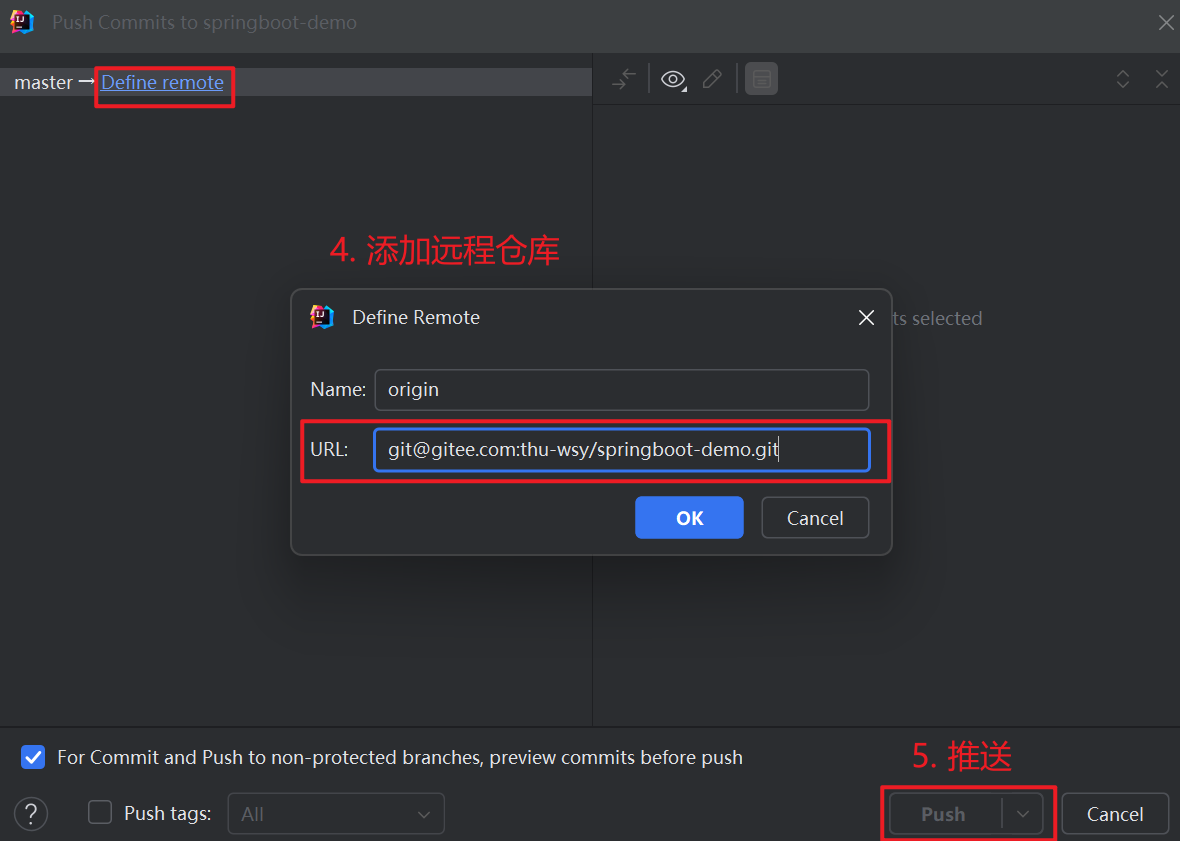 Push Commits to springboot-demo
master → Define remote
4. 添加远程仓库
Define Remote
ts selected
Name: origin
URL: git@gitee.com:thu-wsy/springboot-demo.git
OK Cancel
For Commit and Push to non-protected branches, preview commits before push
5. 推送
? Push tags: All Push Cancel